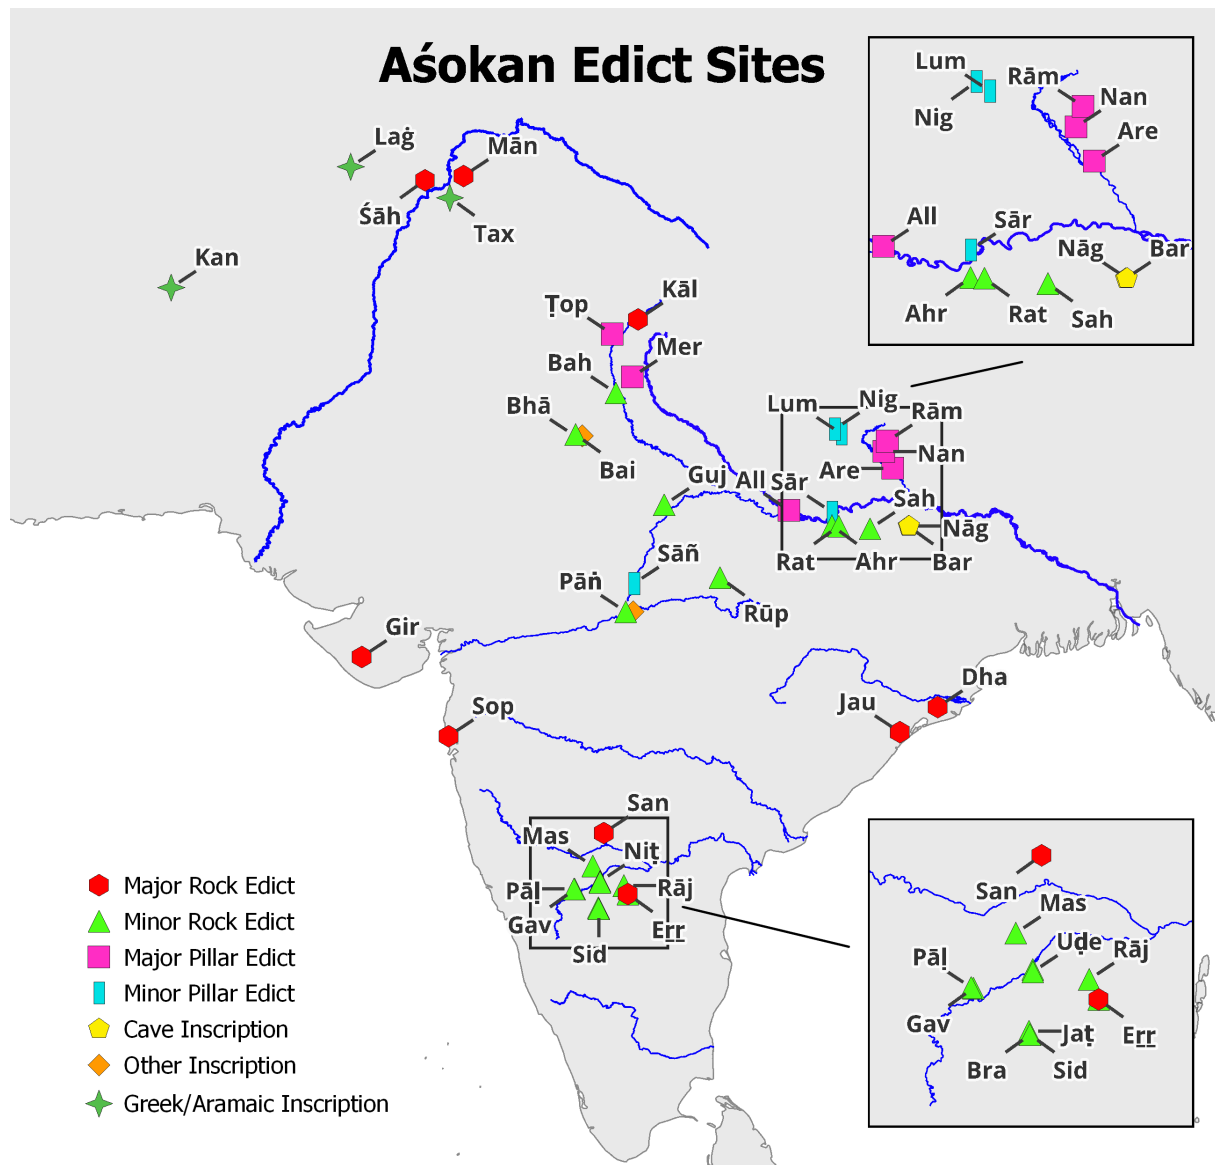 Aśokan Edict Sites
Lum
Rām
Nan
Nig
Are
All
Sār
Nāg
Bar
Ahr
Rat
Sah
Laġ
Mān
Śāh
Tax
Kan
Ṭop
Kāl
Mer
Bah
Bhā
Bai
Lum
Nig
Rām
Nan
Are
Guj
All
Sār
Sah
Nāg
Rat
Ahr
Bar
Sāñ
Pāṅ
Rūp
Gir
Sop
Dha
Jau
San
Mas
Niṭ
Pāḷ
Rāj
Gav
Eṟṟ
Sid
San
Mas
Uḍe
Rāj
Pāḷ
Gav
Eṟṟ
Jaṭ
Bra
Sid
Major Rock Edict
Minor Rock Edict
Major Pillar Edict
Minor Pillar Edict
Cave Inscription
Other Inscription
Greek/Aramaic Inscription